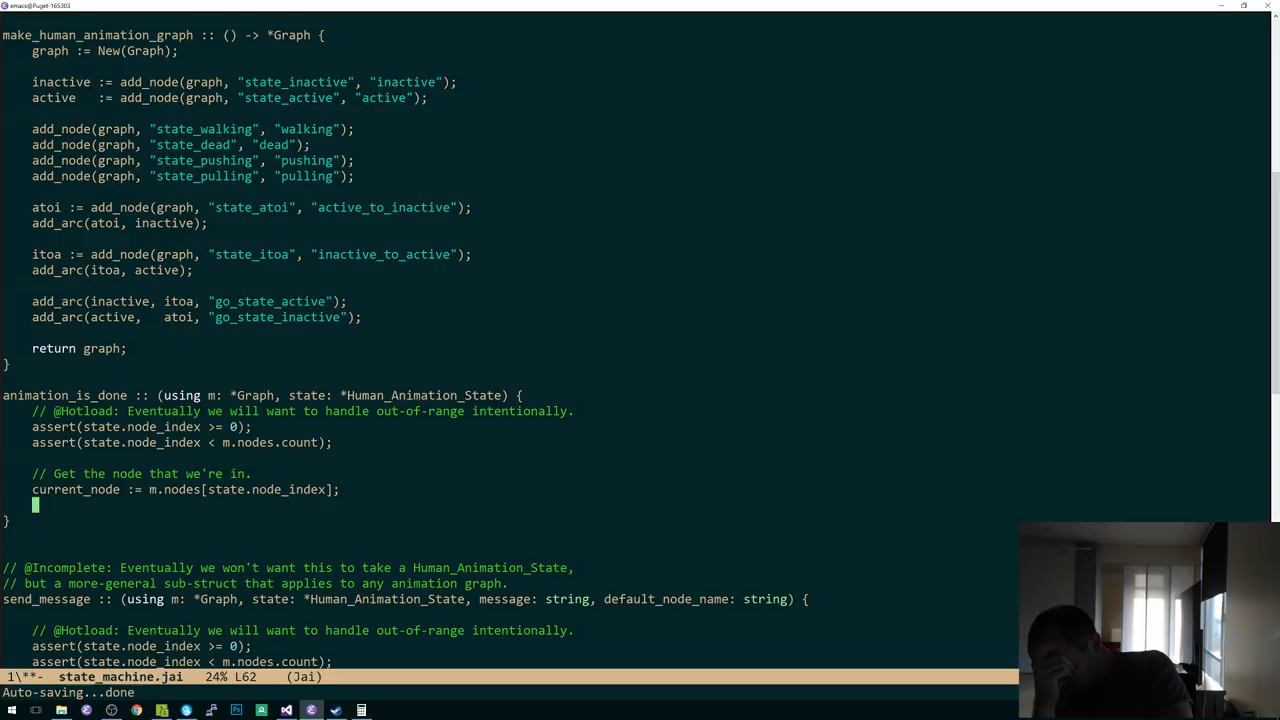 emacs@Puget-165303
make_human_animation_graph :: () -> *Graph {
    graph := New(Graph);
    inactive := add_node(graph, "state_inactive", "inactive");
    active   := add_node(graph, "state_active", "active");
    add_node(graph, "state_walking", "walking");
    add_node(graph, "state_dead", "dead");
    add_node(graph, "state_pushing", "pushing");
    add_node(graph, "state_pulling", "pulling");
    atoi := add_node(graph, "state_atoi", "active_to_inactive");
    add_arc(atoi, inactive);
    itoa := add_node(graph, "state_itoa", "inactive_to_active");
    add_arc(itoa, active);
    add_arc(inactive, itoa, "go_state_active");
    add_arc(active,   atoi, "go_state_inactive");
    return graph;
}
animation_is_done :: (using m: *Graph, state: *Human_Animation_State) {
    // @Hotload: Eventually we will want to handle out-of-range intentionally.
    assert(state.node_index >= 0);
    assert(state.node_index < m.nodes.count);
    // Get the node that we're in.
    current_node := m.nodes[state.node_index];
}
// @Incomplete: Eventually we won't want this to take a Human_Animation_State,
// but a more-general sub-struct that applies to any animation graph.
send_message :: (using m: *Graph, state: *Human_Animation_State, message: string, default_node_name: string) {
    // @Hotload: Eventually we will want to handle out-of-range intentionally.
    assert(state.node_index >= 0);
    assert(state.node_index < m.nodes.count);
1\**-  state_machine.jai   24% L62    (Jai)
Auto-saving...done